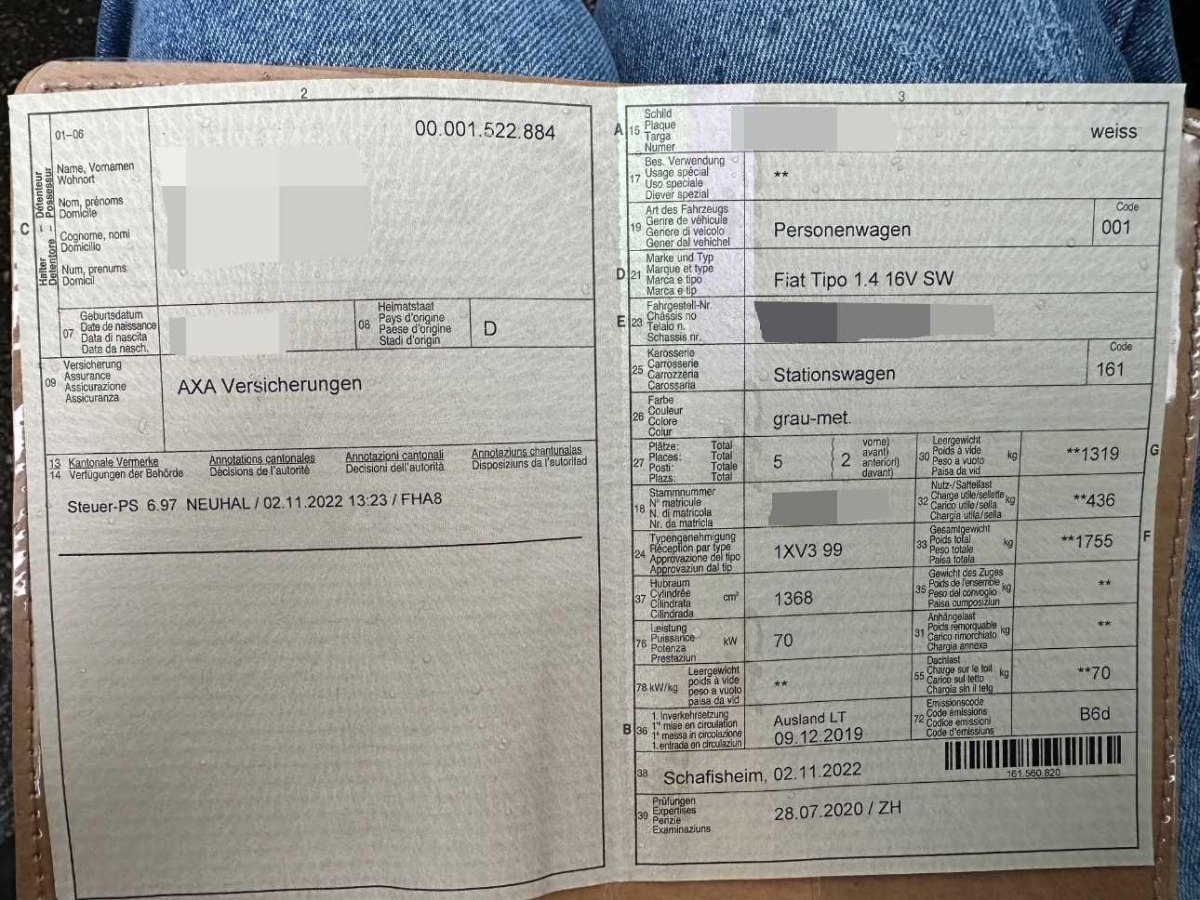 2
01-06
00.001.522.884
C
Halter – Détenteur
Detentore – Possessur
Name, Vornamen
Wohnort
Nom, prénoms
Domicile
Cognome, nomi
Domicilio
Num, prenums
Domicil
07
Geburtsdatum
Date de naissance
Data di nascita
Data da nasch.
08
Heimatstaat
Pays d'origine
Paese d'origine
Stadi d'origin
D
09
Versicherung
Assurance
Assicurazione
Assicuranza
AXA Versicherungen
13 Kantonale Vermerke Annotations cantonales Annotazioni cantonali Annotaziuns chantunalas
14 Verfügungen der Behörde Décisions de l'autorité Decisioni dell'autorità Disposiziuns da l'autoritad
Steuer-PS 6.97 NEUHAL / 02.11.2022 13:23 / FHA8
3
A 15
Schild
Plaque
Targa
Numer
weiss
17
Bes. Verwendung
Usage spécial
Uso speciale
Diever spezial
**
19
Art des Fahrzeugs
Genre de véhicule
Genere di veicolo
Gener dal vehichel
Personenwagen
Code
001
D 21
Marke und Typ
Marque et type
Marca e tipo
Marca e tip
Fiat Tipo 1.4 16V SW
E 23
Fahrgestell-Nr.
Châssis no
Telaio n.
Schassis nr.
25
Karosserie
Carrosserie
Carrozzeria
Carossaria
Stationswagen
Code
161
26
Farbe
Couleur
Colore
Colur
grau-met.
27
Plätze: Total
Places: Total
Posti: Totale
Plazs: Total
5
2
vorne)
avant)
anteriori)
davant)
30
Leergewicht
Poids à vide
Peso a vuoto
Paisa da vid
kg
**1319
G
18
Stammnummer
N° matricule
N. di matricola
Nr. da matricla
32
Nutz-/Sattellast
Charge utile/sellette
Carico utile/sella
Chargia utila/sella
kg
**436
24
Typengenehmigung
Réception par type
Approvazione del tipo
Approvaziun dal tip
1XV3 99
33
Gesamtgewicht
Poids total
Peso totale
Paisa totala
kg
**1755
F
37
Hubraum
Cylindrée
Cilindrata
Cilindrada
cm³
1368
35
Gewicht des Zuges
Poids de l'ensemble
Peso del convoglio
Paisa cumposiziun
kg
**
76
Leistung
Puissance
Potenza
Prestaziun
kW
70
31
Anhängelast
Poids remorquable
Carico rimorchiato
Chargia annexa
kg
**
78 kW/kg
Leergewicht
poids à vide
peso a vuoto
paisa da vid
**
55
Dachlast
Charge sur le toit
Carico sul tetto
Chargia sin il tetg
kg
**70
B 36
1. Inverkehrsetzung
1re mise en circulation
1a messa in circolazione
1. entrada en circulaziun
Ausland LT
09.12.2019
72
Emissionscode
Code émissions
Codice emissioni
Code d'emissiuns
B6d
38
Schafisheim, 02.11.2022
161.560.820
39
Prüfungen
Expertises
Perizie
Examinaziuns
28.07.2020 / ZH